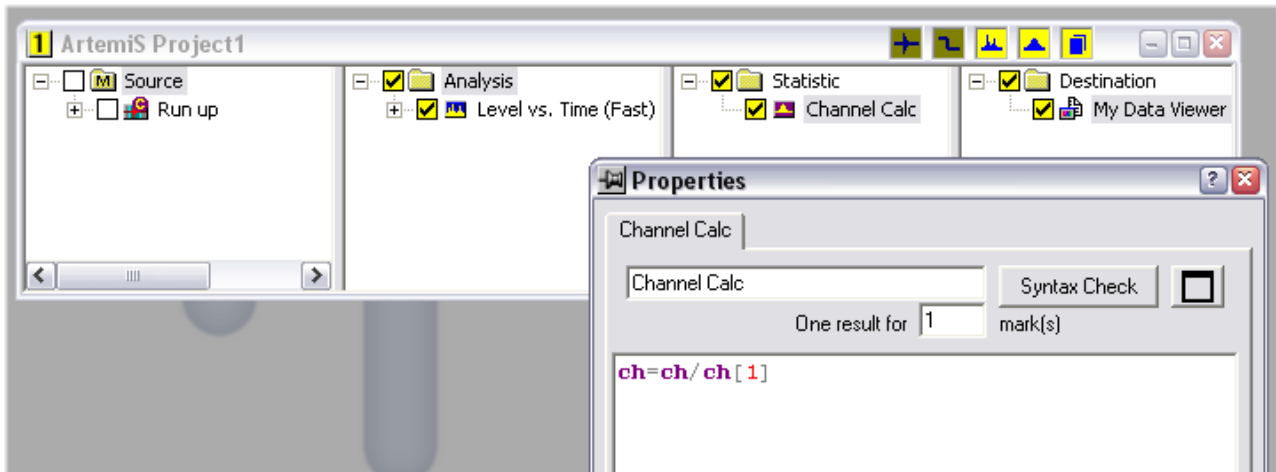 1 ArtemiS Project1
M Source
Run up
Analysis
Level vs. Time (Fast)
Statistic
Channel Calc
Destination
My Data Viewer
Properties
?
Channel Calc
Channel Calc
Syntax Check
One result for 1 mark(s)
ch=ch/ch[1]